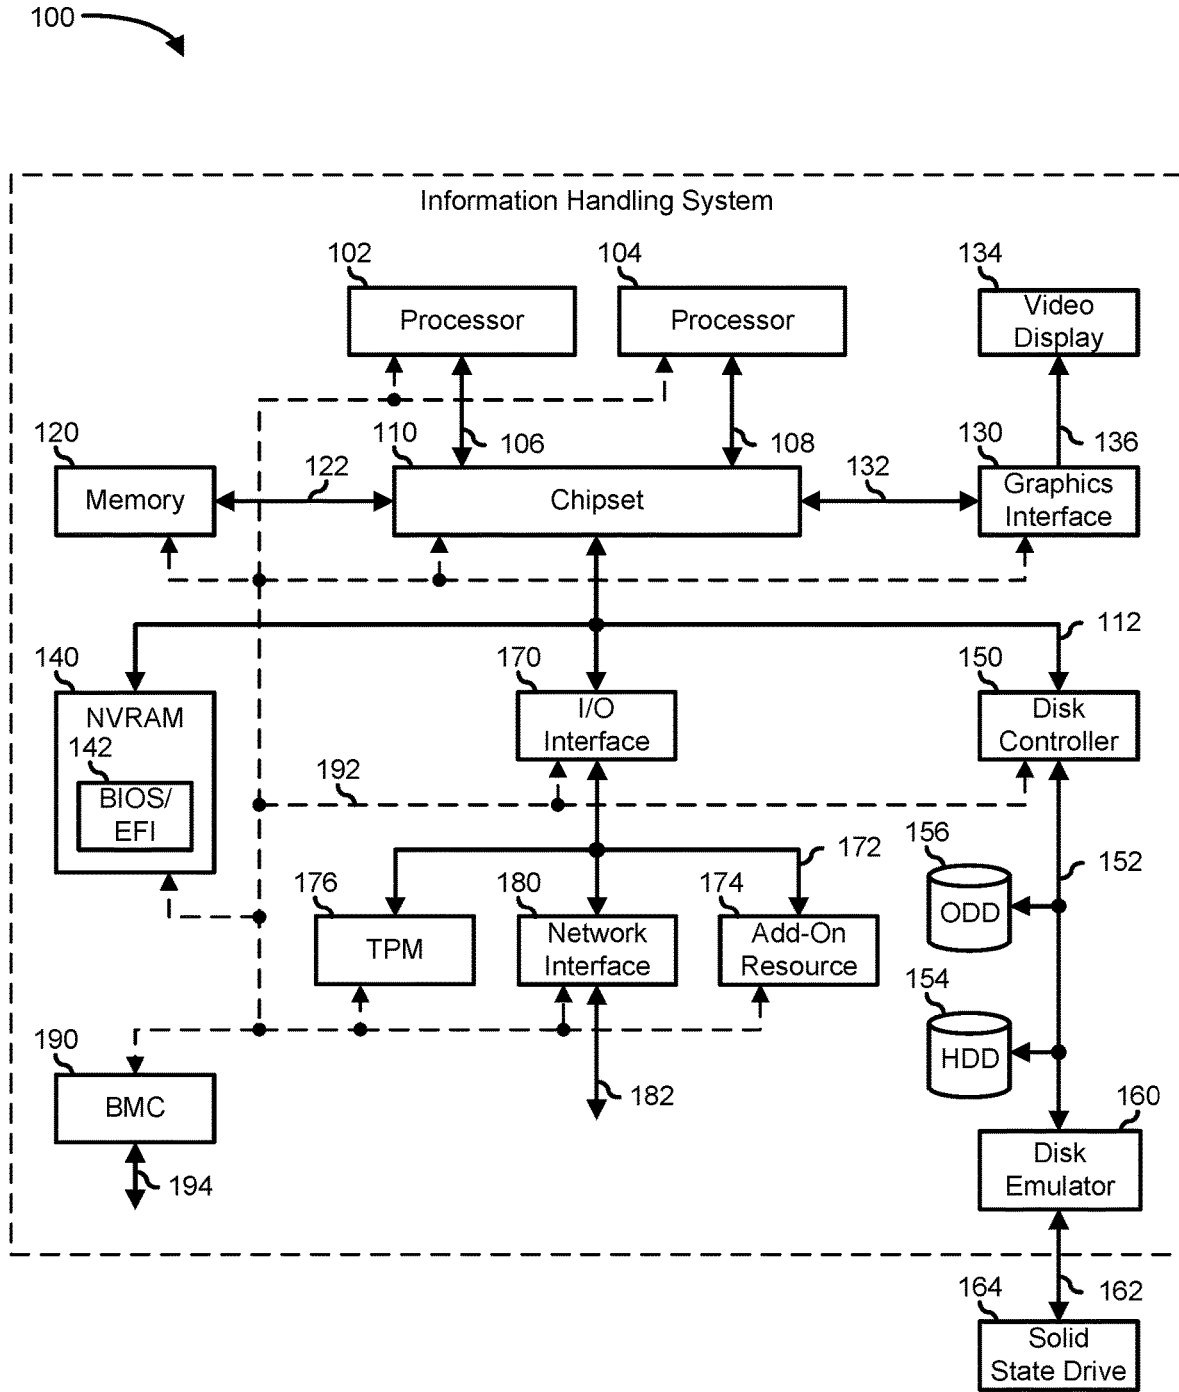 100
Information Handling System
102
104
134
Processor
Processor
Video
Display
120
110
106
108
130
136
122
132
Memory
Chipset
Graphics
Interface
112
140
170
150
NVRAM
I/O
Interface
Disk
Controller
142
BIOS/
EFI
192
156
172
152
176
180
174
ODD
TPM
Network
Interface
Add-On
Resource
154
190
HDD
BMC
182
160
194
Disk
Emulator
164
162
Solid
State Drive